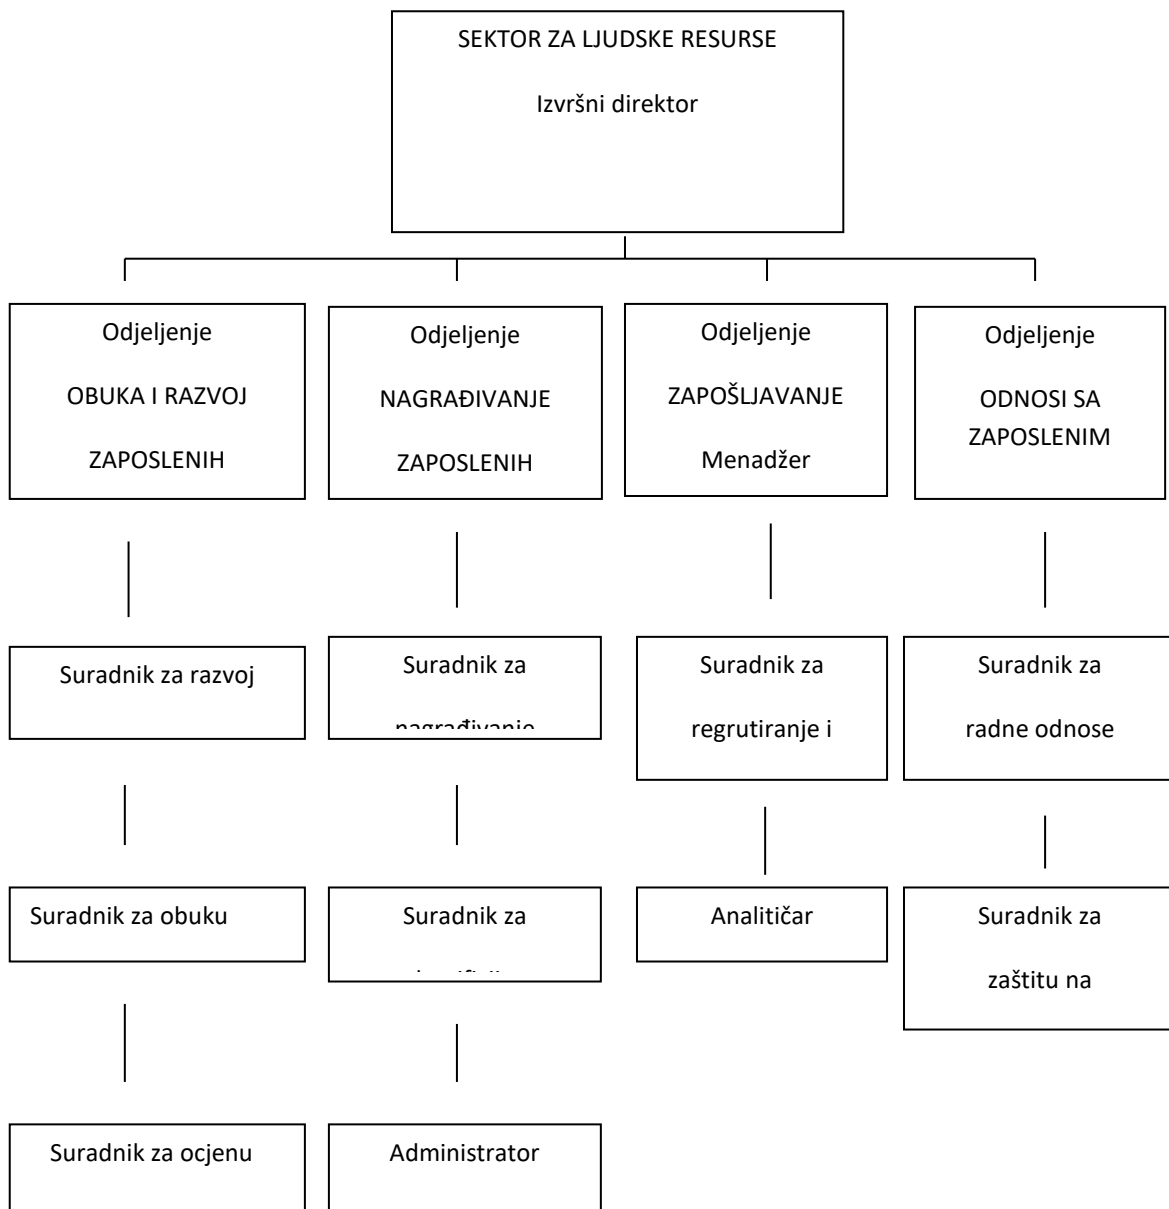 SEKTOR ZA LJUDSKE RESURSE
Izvršni direktor
Odjeljenje
OBUKA I RAZVOJ
ZAPOSLENIH
Odjeljenje
NAGRAĐIVANJE
ZAPOSLENIH
Odjeljenje
ZAPOŠLJAVANJE
Menadžer
Odjeljenje
ODNOSI SA
ZAPOSLENIM
Suradnik za razvoj
Suradnik za
nagrađivanje
Suradnik za
regrutiranje i
Suradnik za
radne odnose
Suradnik za obuku
Suradnik za
Analitičar
Suradnik za
zaštitu na
Suradnik za ocjenu
Administrator